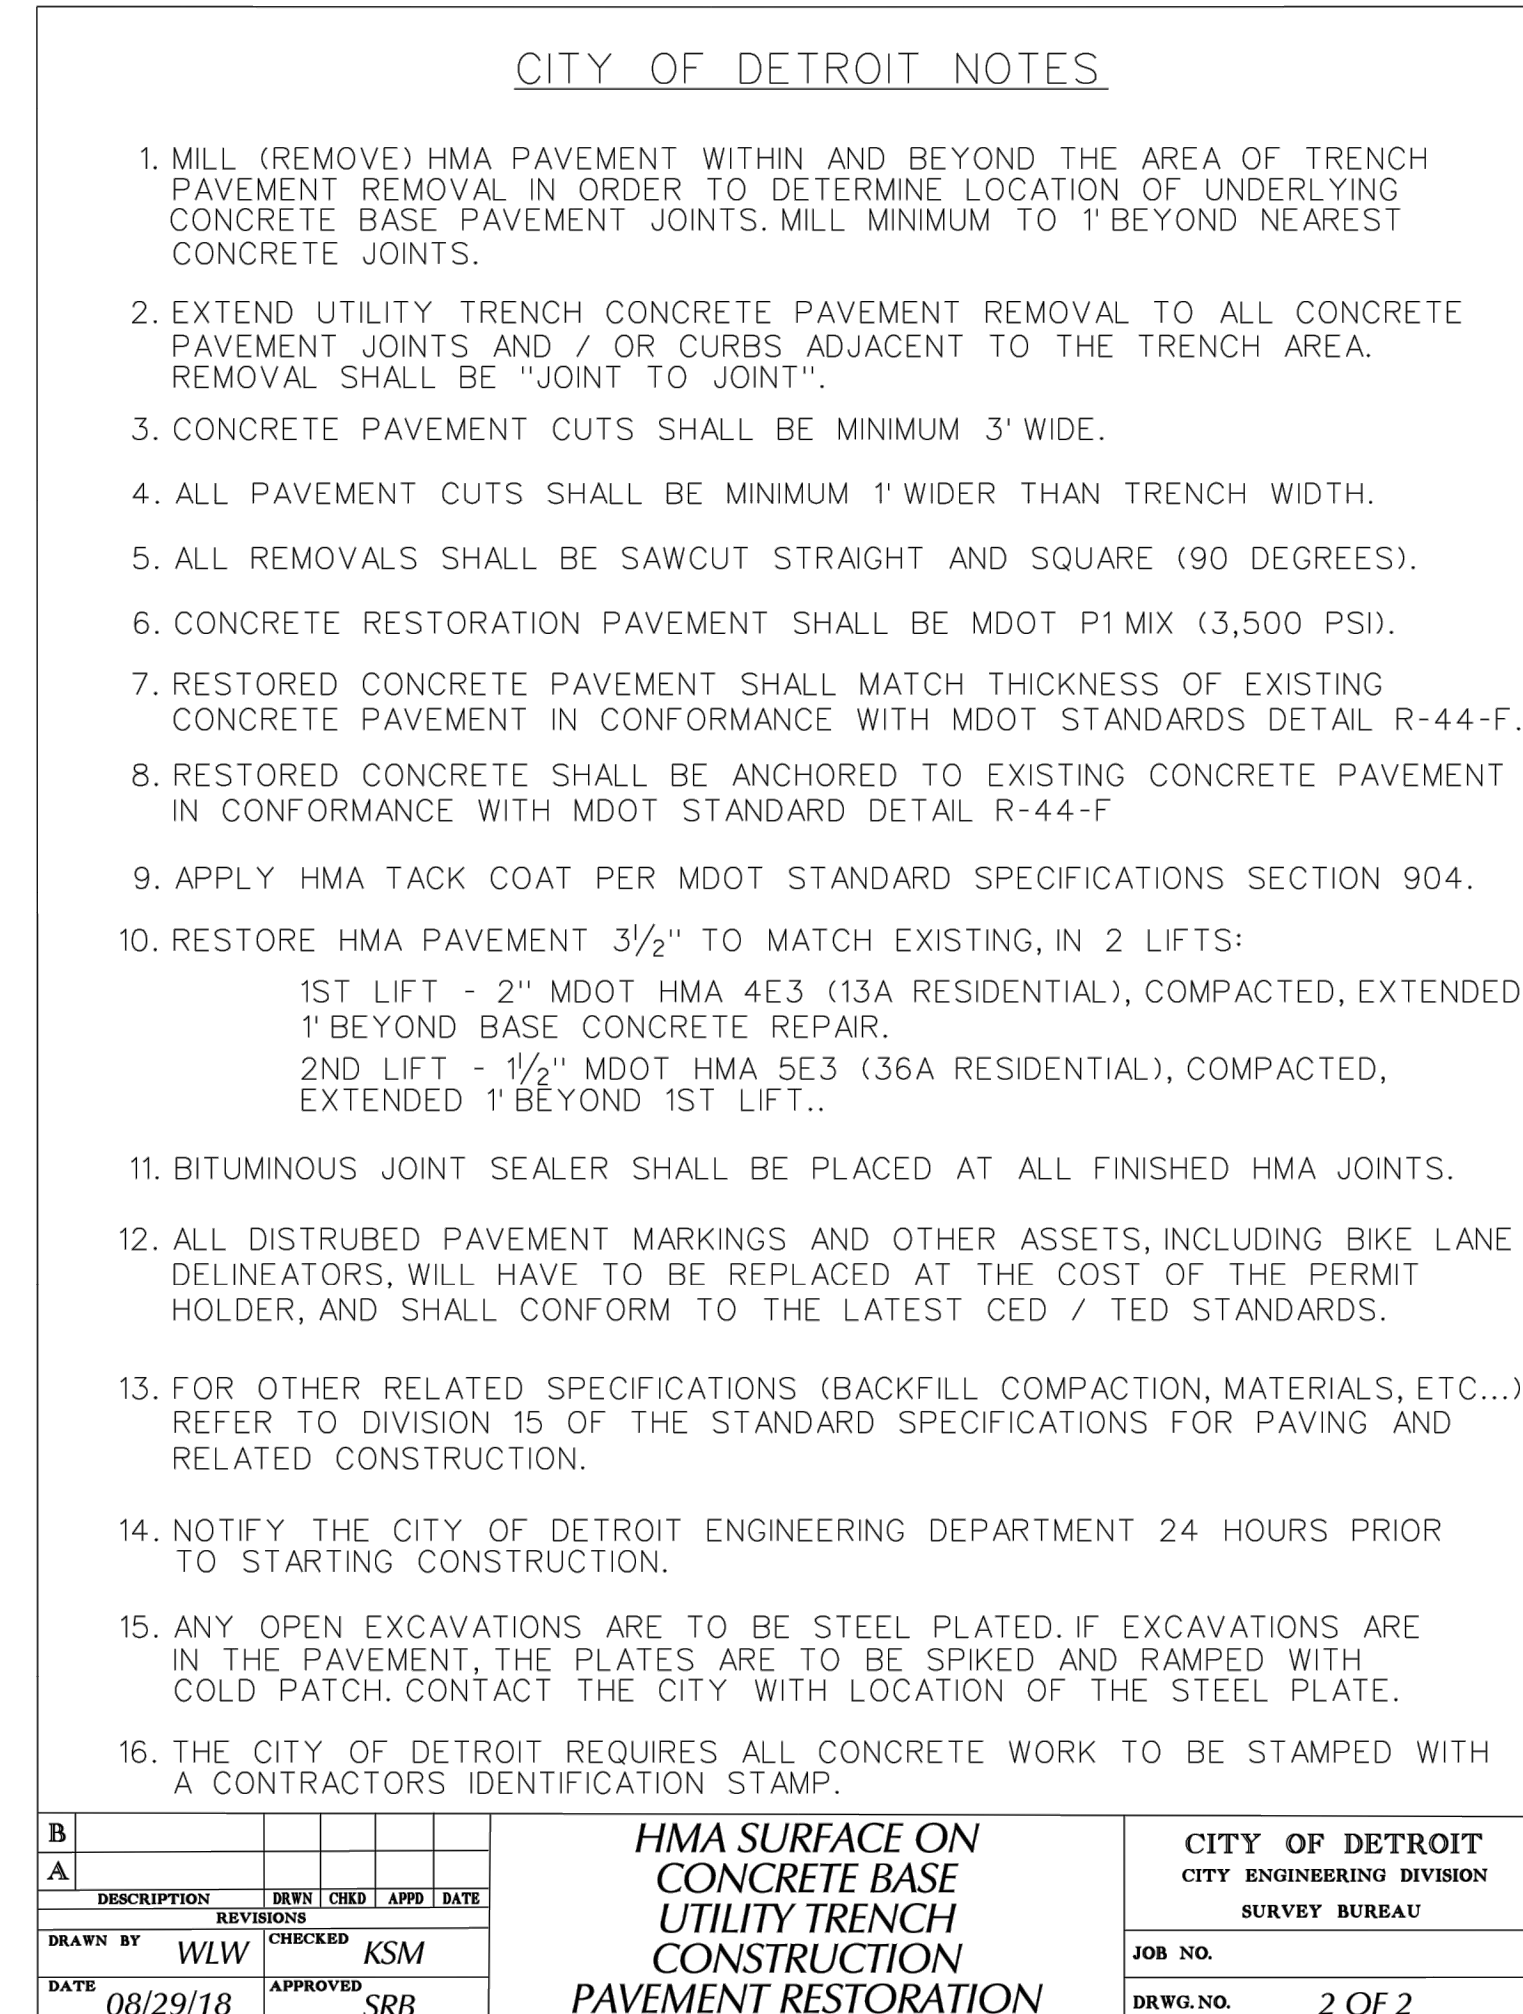 CITY OF DETROIT NOTES
1. MILL (REMOVE) HMA PAVEMENT WITHIN AND BEYOND THE AREA OF TRENCH
PAVEMENT REMOVAL IN ORDER TO DETERMINE LOCATION OF UNDERLYING
CONCRETE BASE PAVEMENT JOINTS. MILL MINIMUM TO 1' BEYOND NEAREST
CONCRETE JOINTS.
2. EXTEND UTILITY TRENCH CONCRETE PAVEMENT REMOVAL TO ALL CONCRETE
PAVEMENT JOINTS AND / OR CURBS ADJACENT TO THE TRENCH AREA.
REMOVAL SHALL BE "JOINT TO JOINT".
3. CONCRETE PAVEMENT CUTS SHALL BE MINIMUM 3' WIDE.
4. ALL PAVEMENT CUTS SHALL BE MINIMUM 1' WIDER THAN TRENCH WIDTH.
5. ALL REMOVALS SHALL BE SAWCUT STRAIGHT AND SQUARE (90 DEGREES).
6. CONCRETE RESTORATION PAVEMENT SHALL BE MDOT P1 MIX (3,500 PSI).
7. RESTORED CONCRETE PAVEMENT SHALL MATCH THICKNESS OF EXISTING
CONCRETE PAVEMENT IN CONFORMANCE WITH MDOT STANDARDS DETAIL R-44-F.
8. RESTORED CONCRETE SHALL BE ANCHORED TO EXISTING CONCRETE PAVEMENT
IN CONFORMANCE WITH MDOT STANDARD DETAIL R-44-F
9. APPLY HMA TACK COAT PER MDOT STANDARD SPECIFICATIONS SECTION 904.
10. RESTORE HMA PAVEMENT 3 1/2" TO MATCH EXISTING, IN 2 LIFTS:
1ST LIFT - 2" MDOT HMA 4E3 (13A RESIDENTIAL), COMPACTED, EXTENDED
1' BEYOND BASE CONCRETE REPAIR.
2ND LIFT - 1 1/2" MDOT HMA 5E3 (36A RESIDENTIAL), COMPACTED,
EXTENDED 1' BEYOND 1ST LIFT..
11. BITUMINOUS JOINT SEALER SHALL BE PLACED AT ALL FINISHED HMA JOINTS.
12. ALL DISTRUBED PAVEMENT MARKINGS AND OTHER ASSETS, INCLUDING BIKE LANE
DELINEATORS, WILL HAVE TO BE REPLACED AT THE COST OF THE PERMIT
HOLDER, AND SHALL CONFORM TO THE LATEST CED / TED STANDARDS.
13. FOR OTHER RELATED SPECIFICATIONS (BACKFILL COMPACTION, MATERIALS, ETC...)
REFER TO DIVISION 15 OF THE STANDARD SPECIFICATIONS FOR PAVING AND
RELATED CONSTRUCTION.
14. NOTIFY THE CITY OF DETROIT ENGINEERING DEPARTMENT 24 HOURS PRIOR
TO STARTING CONSTRUCTION.
15. ANY OPEN EXCAVATIONS ARE TO BE STEEL PLATED. IF EXCAVATIONS ARE
IN THE PAVEMENT, THE PLATES ARE TO BE SPIKED AND RAMPED WITH
COLD PATCH. CONTACT THE CITY WITH LOCATION OF THE STEEL PLATE.
16. THE CITY OF DETROIT REQUIRES ALL CONCRETE WORK TO BE STAMPED WITH
A CONTRACTORS IDENTIFICATION STAMP.
B
A
DESCRIPTION DRWN CHKD APPD DATE
REVISIONS
DRAWN BY WLW CHECKED KSM
DATE 08/29/18 APPROVED SRB
HMA SURFACE ON
CONCRETE BASE
UTILITY TRENCH
CONSTRUCTION
PAVEMENT RESTORATION
CITY OF DETROIT
CITY ENGINEERING DIVISION
SURVEY BUREAU
JOB NO.
DRWG. NO. 2 OF 2